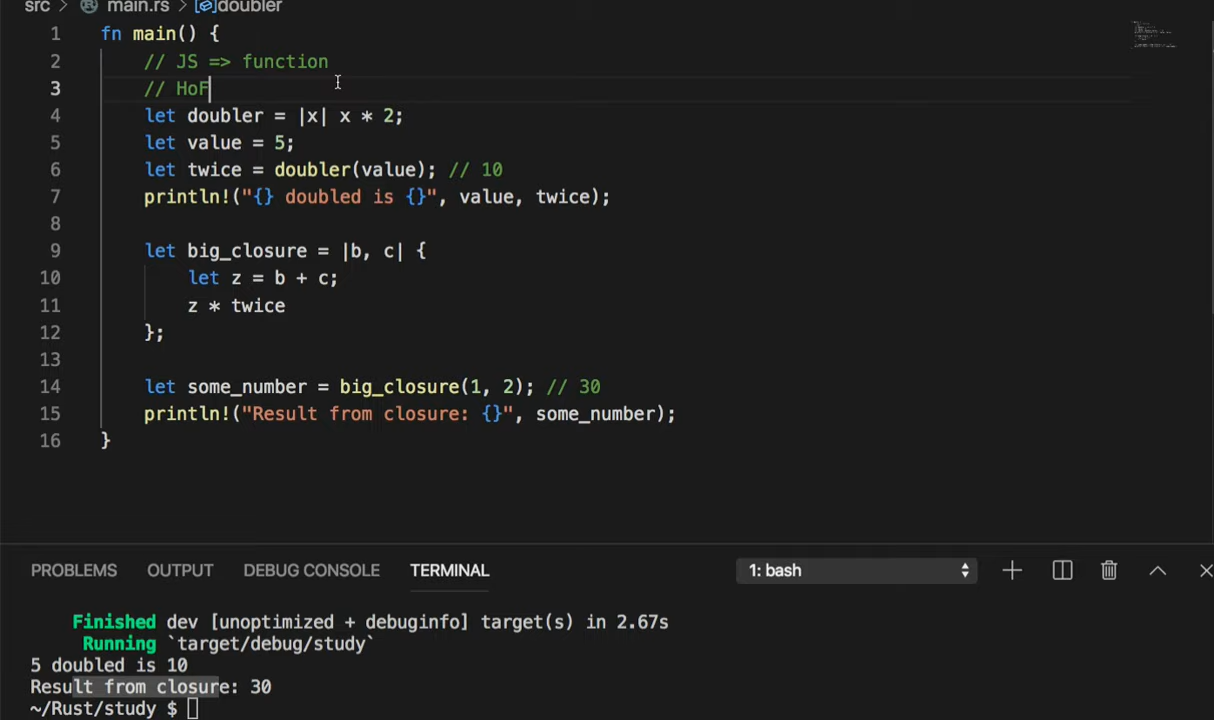 src > main.rs > doubler
1 fn main() {
2 // JS => function
3 // HoF
4 let doubler = |x| x * 2;
5 let value = 5;
6 let twice = doubler(value); // 10
7 println!("{} doubled is {}", value, twice);
8
9 let big_closure = |b, c| {
10 let z = b + c;
11 z * twice
12 };
13
14 let some_number = big_closure(1, 2); // 30
15 println!("Result from closure: {}", some_number);
16 }
PROBLEMS OUTPUT DEBUG CONSOLE TERMINAL 1: bash
Finished dev [unoptimized + debuginfo] target(s) in 2.67s
Running `target/debug/study`
5 doubled is 10
Result from closure: 30
~/Rust/study $